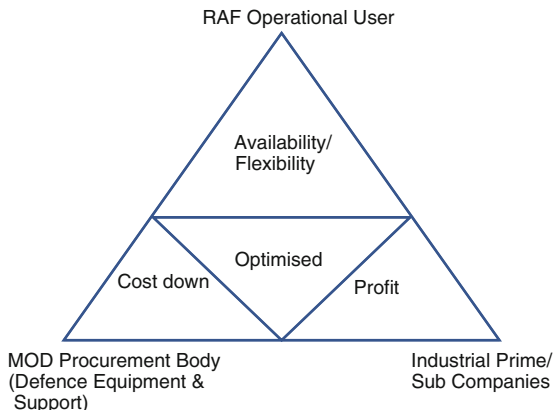 RAF Operational User
Availability/
Flexibility
Optimised
Cost down
Profit
MOD Procurement Body
(Defence Equipment &
Support)
Industrial Prime/
Sub Companies